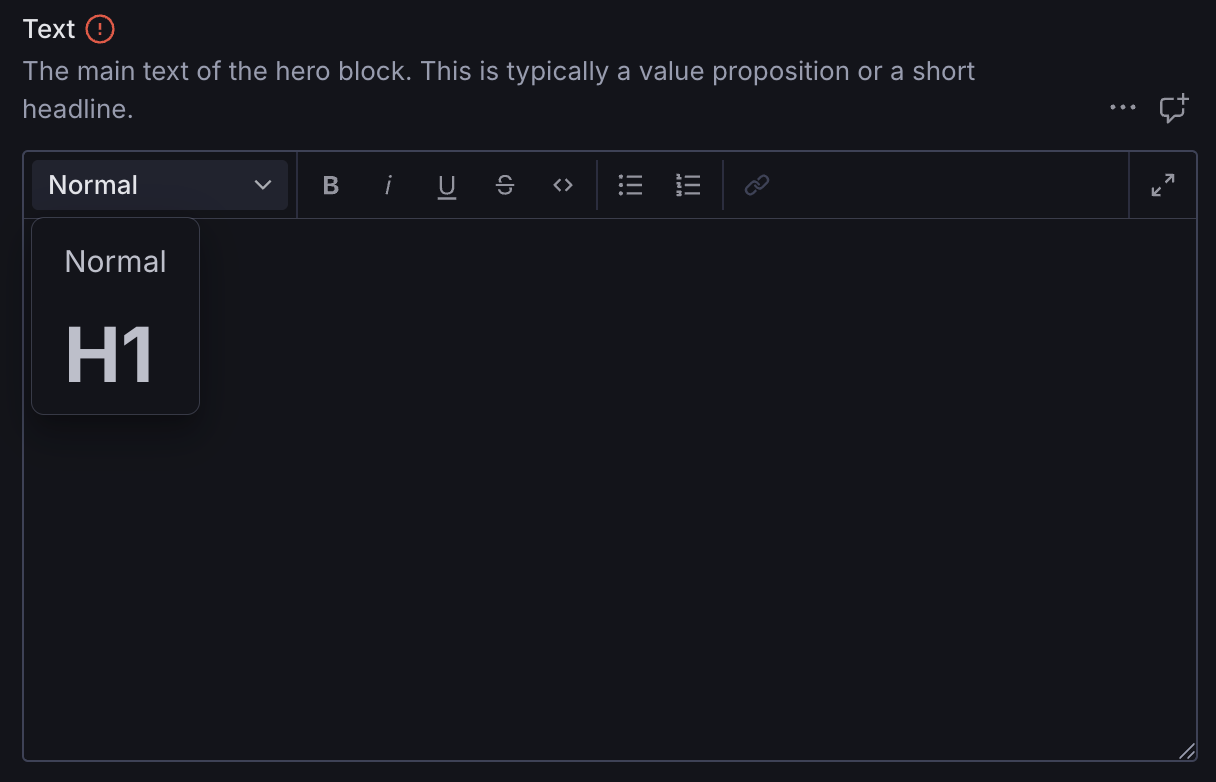 Text
The main text of the hero block. This is typically a value proposition or a short
headline.
Normal
B i U S <>
Normal
H1